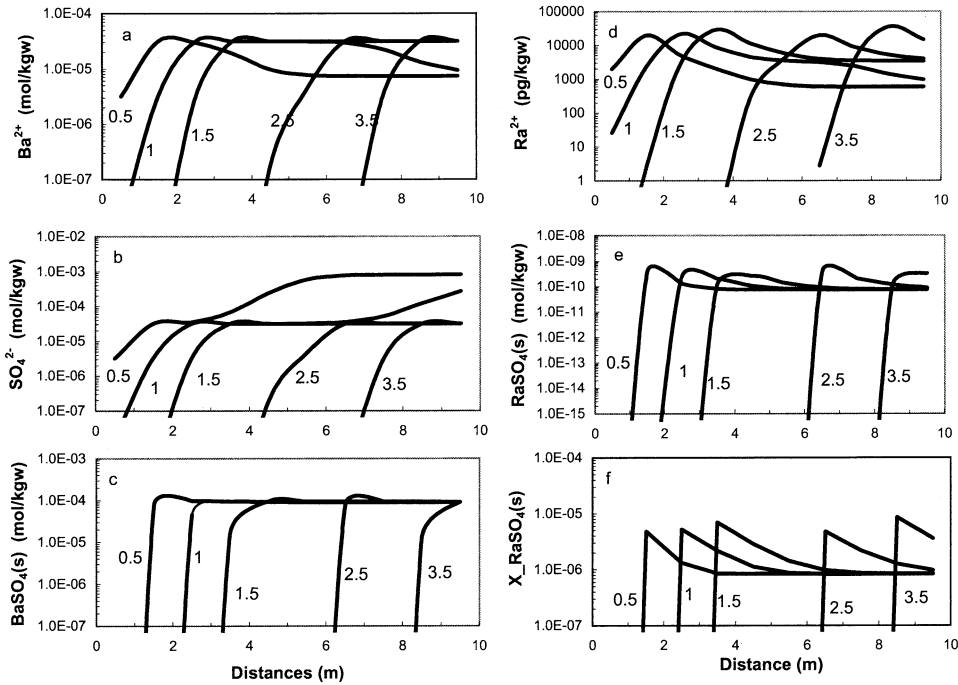 1.0E-04
1.0E-05
1.0E-06
1.0E-07
Ba2+ (mol/kgw)
a
0.5
1
1.5
2.5
3.5
0 2 4 6 8 10
1.0E-02
1.0E-03
1.0E-04
1.0E-05
1.0E-06
1.0E-07
SO42- (mol/kgw)
b
0.5
1
1.5
2.5
3.5
0 2 4 6 8 10
1.0E-03
1.0E-04
1.0E-05
1.0E-06
1.0E-07
BaSO4(s) (mol/kgw)
c
0.5
1
1.5
2.5
3.5
0 2 4 6 8 10
Distances (m)
100000
10000
1000
100
10
1
Ra2+ (pg/kgw)
d
0.5
1
1.5
2.5
3.5
0 2 4 6 8 10
1.0E-08
1.0E-09
1.0E-10
1.0E-11
1.0E-12
1.0E-13
1.0E-14
1.0E-15
RaSO4(s) (mol/kgw)
e
0.5
1
1.5
2.5
3.5
0 2 4 6 8 10
1.0E-04
1.0E-05
1.0E-06
1.0E-07
X_RaSO4(s)
f
0.5
1
1.5
2.5
3.5
0 2 4 6 8 10
Distance (m)